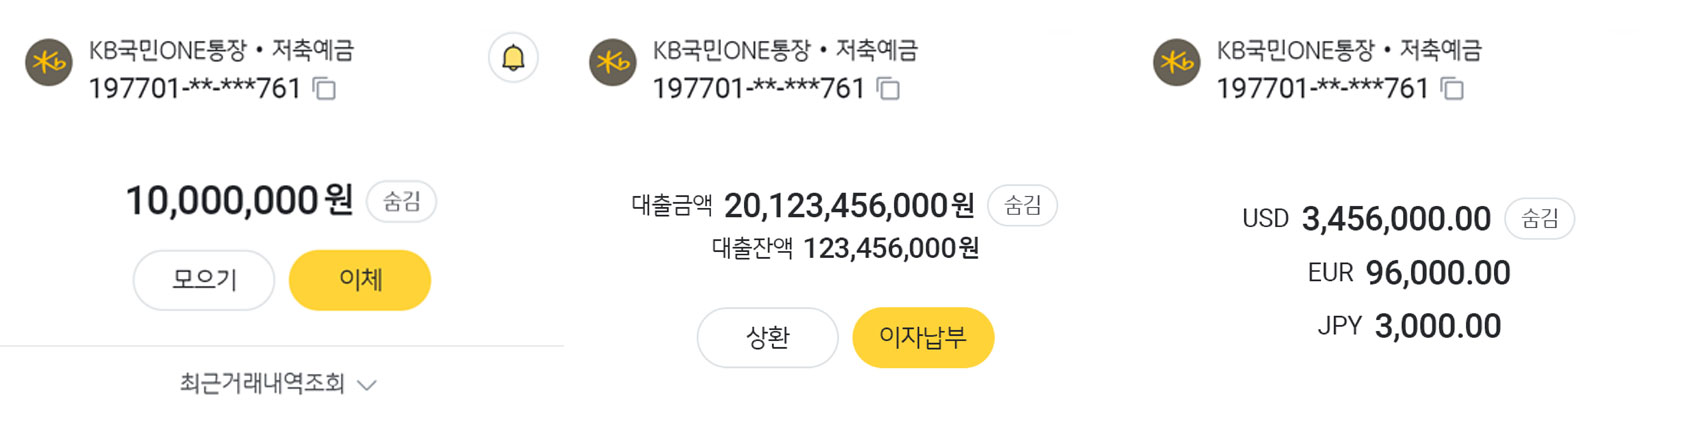 KB국민ONE통장 • 저축예금
197701-**-***761
10,000,000원 숨김
모으기 이체
최근거래내역조회
KB국민ONE통장 • 저축예금
197701-**-***761
대출금액 20,123,456,000원 숨김
대출잔액 123,456,000원
상환 이자납부
KB국민ONE통장 • 저축예금
197701-**-***761
USD 3,456,000.00 숨김
EUR 96,000.00
JPY 3,000.00